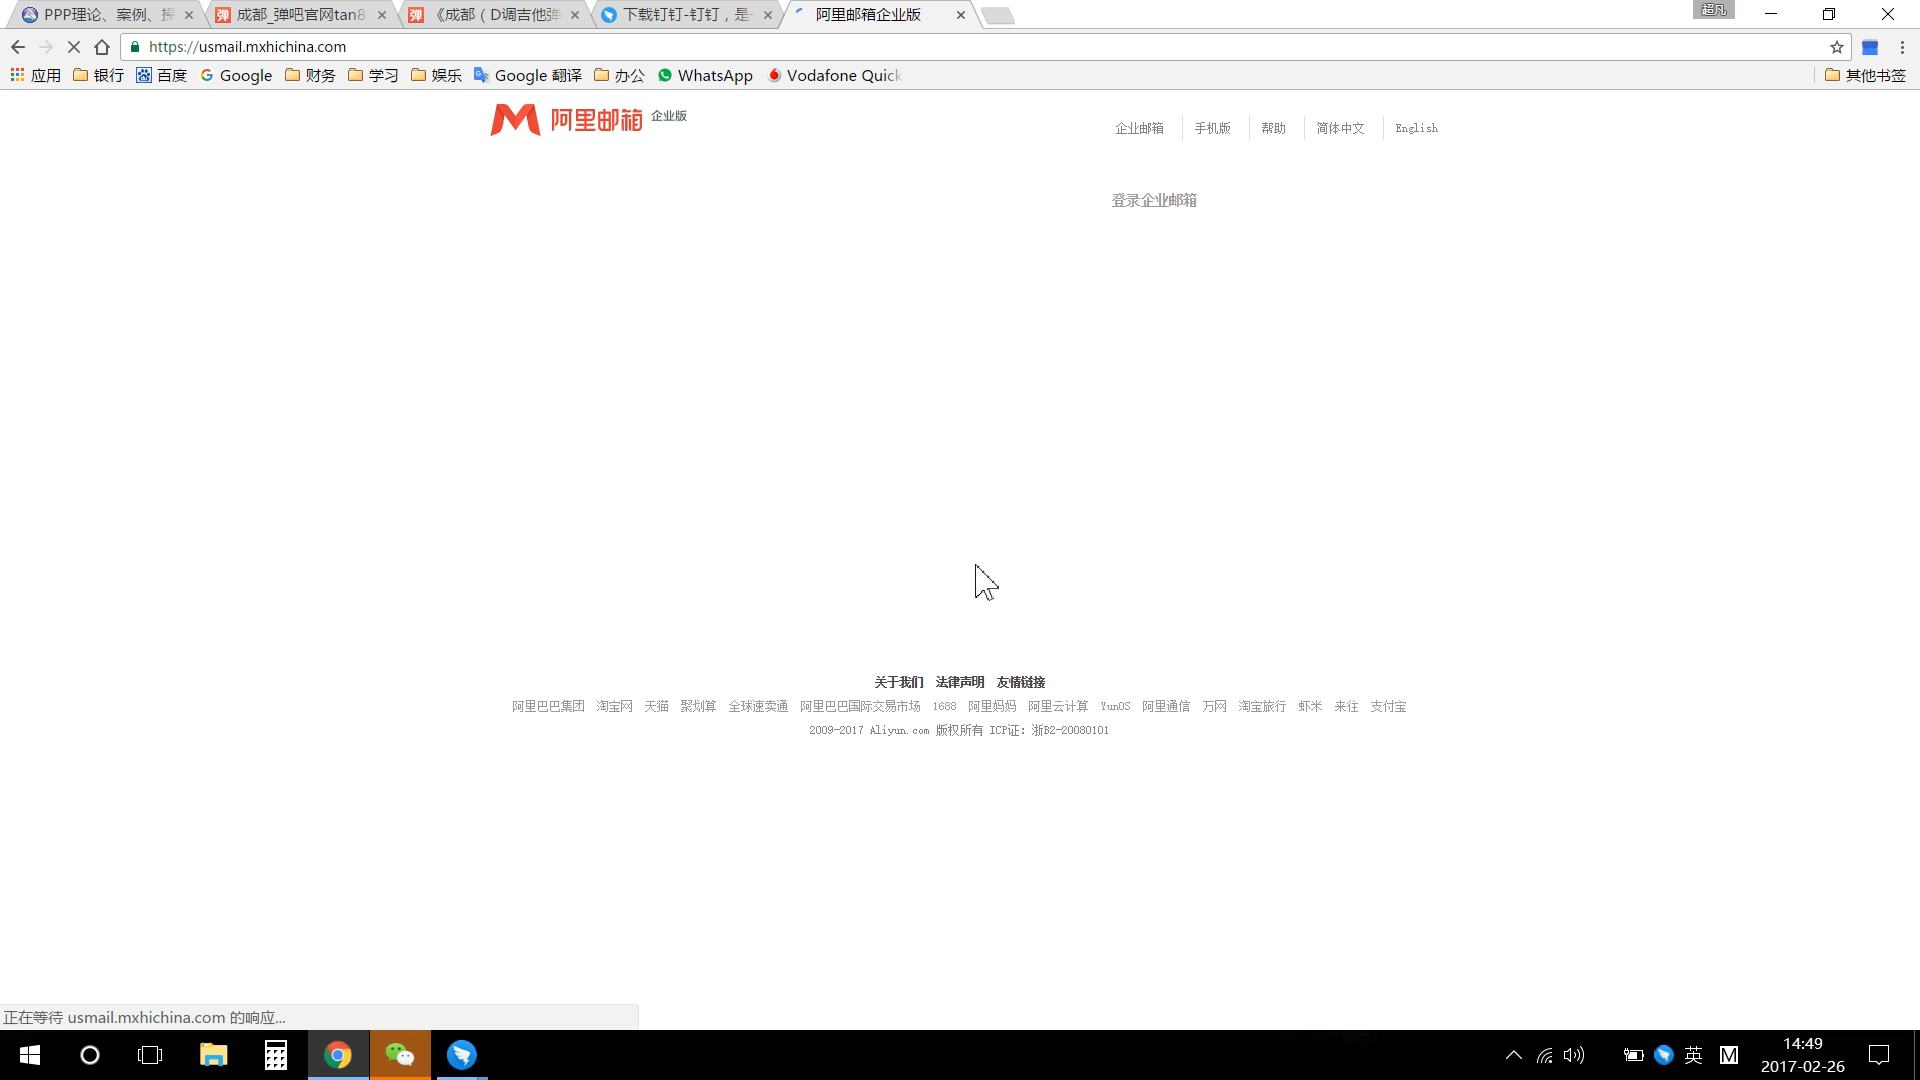 PPP理论、案例、操
成都_弹吧官网tan8
《成都（D调吉他弹
下载钉钉-钉钉，是一
阿里邮箱企业版
超凡
https://usmail.mxhichina.com
应用 银行 百度 Google 财务 学习 娱乐 Google 翻译 办公 WhatsApp Vodafone Quick 其他书签
阿里邮箱 企业版
企业邮箱 手机版 帮助 简体中文 English
登录企业邮箱
关于我们 法律声明 友情链接
阿里巴巴集团 淘宝网 天猫 聚划算 全球速卖通 阿里巴巴国际交易市场 1688 阿里妈妈 阿里云计算 YunOS 阿里通信 万网 淘宝旅行 虾米 来往 支付宝
2009-2017 Aliyun.com 版权所有 ICP证：浙B2-20080101
正在等待 usmail.mxhichina.com 的响应...
英 M
14:49
2017-02-26